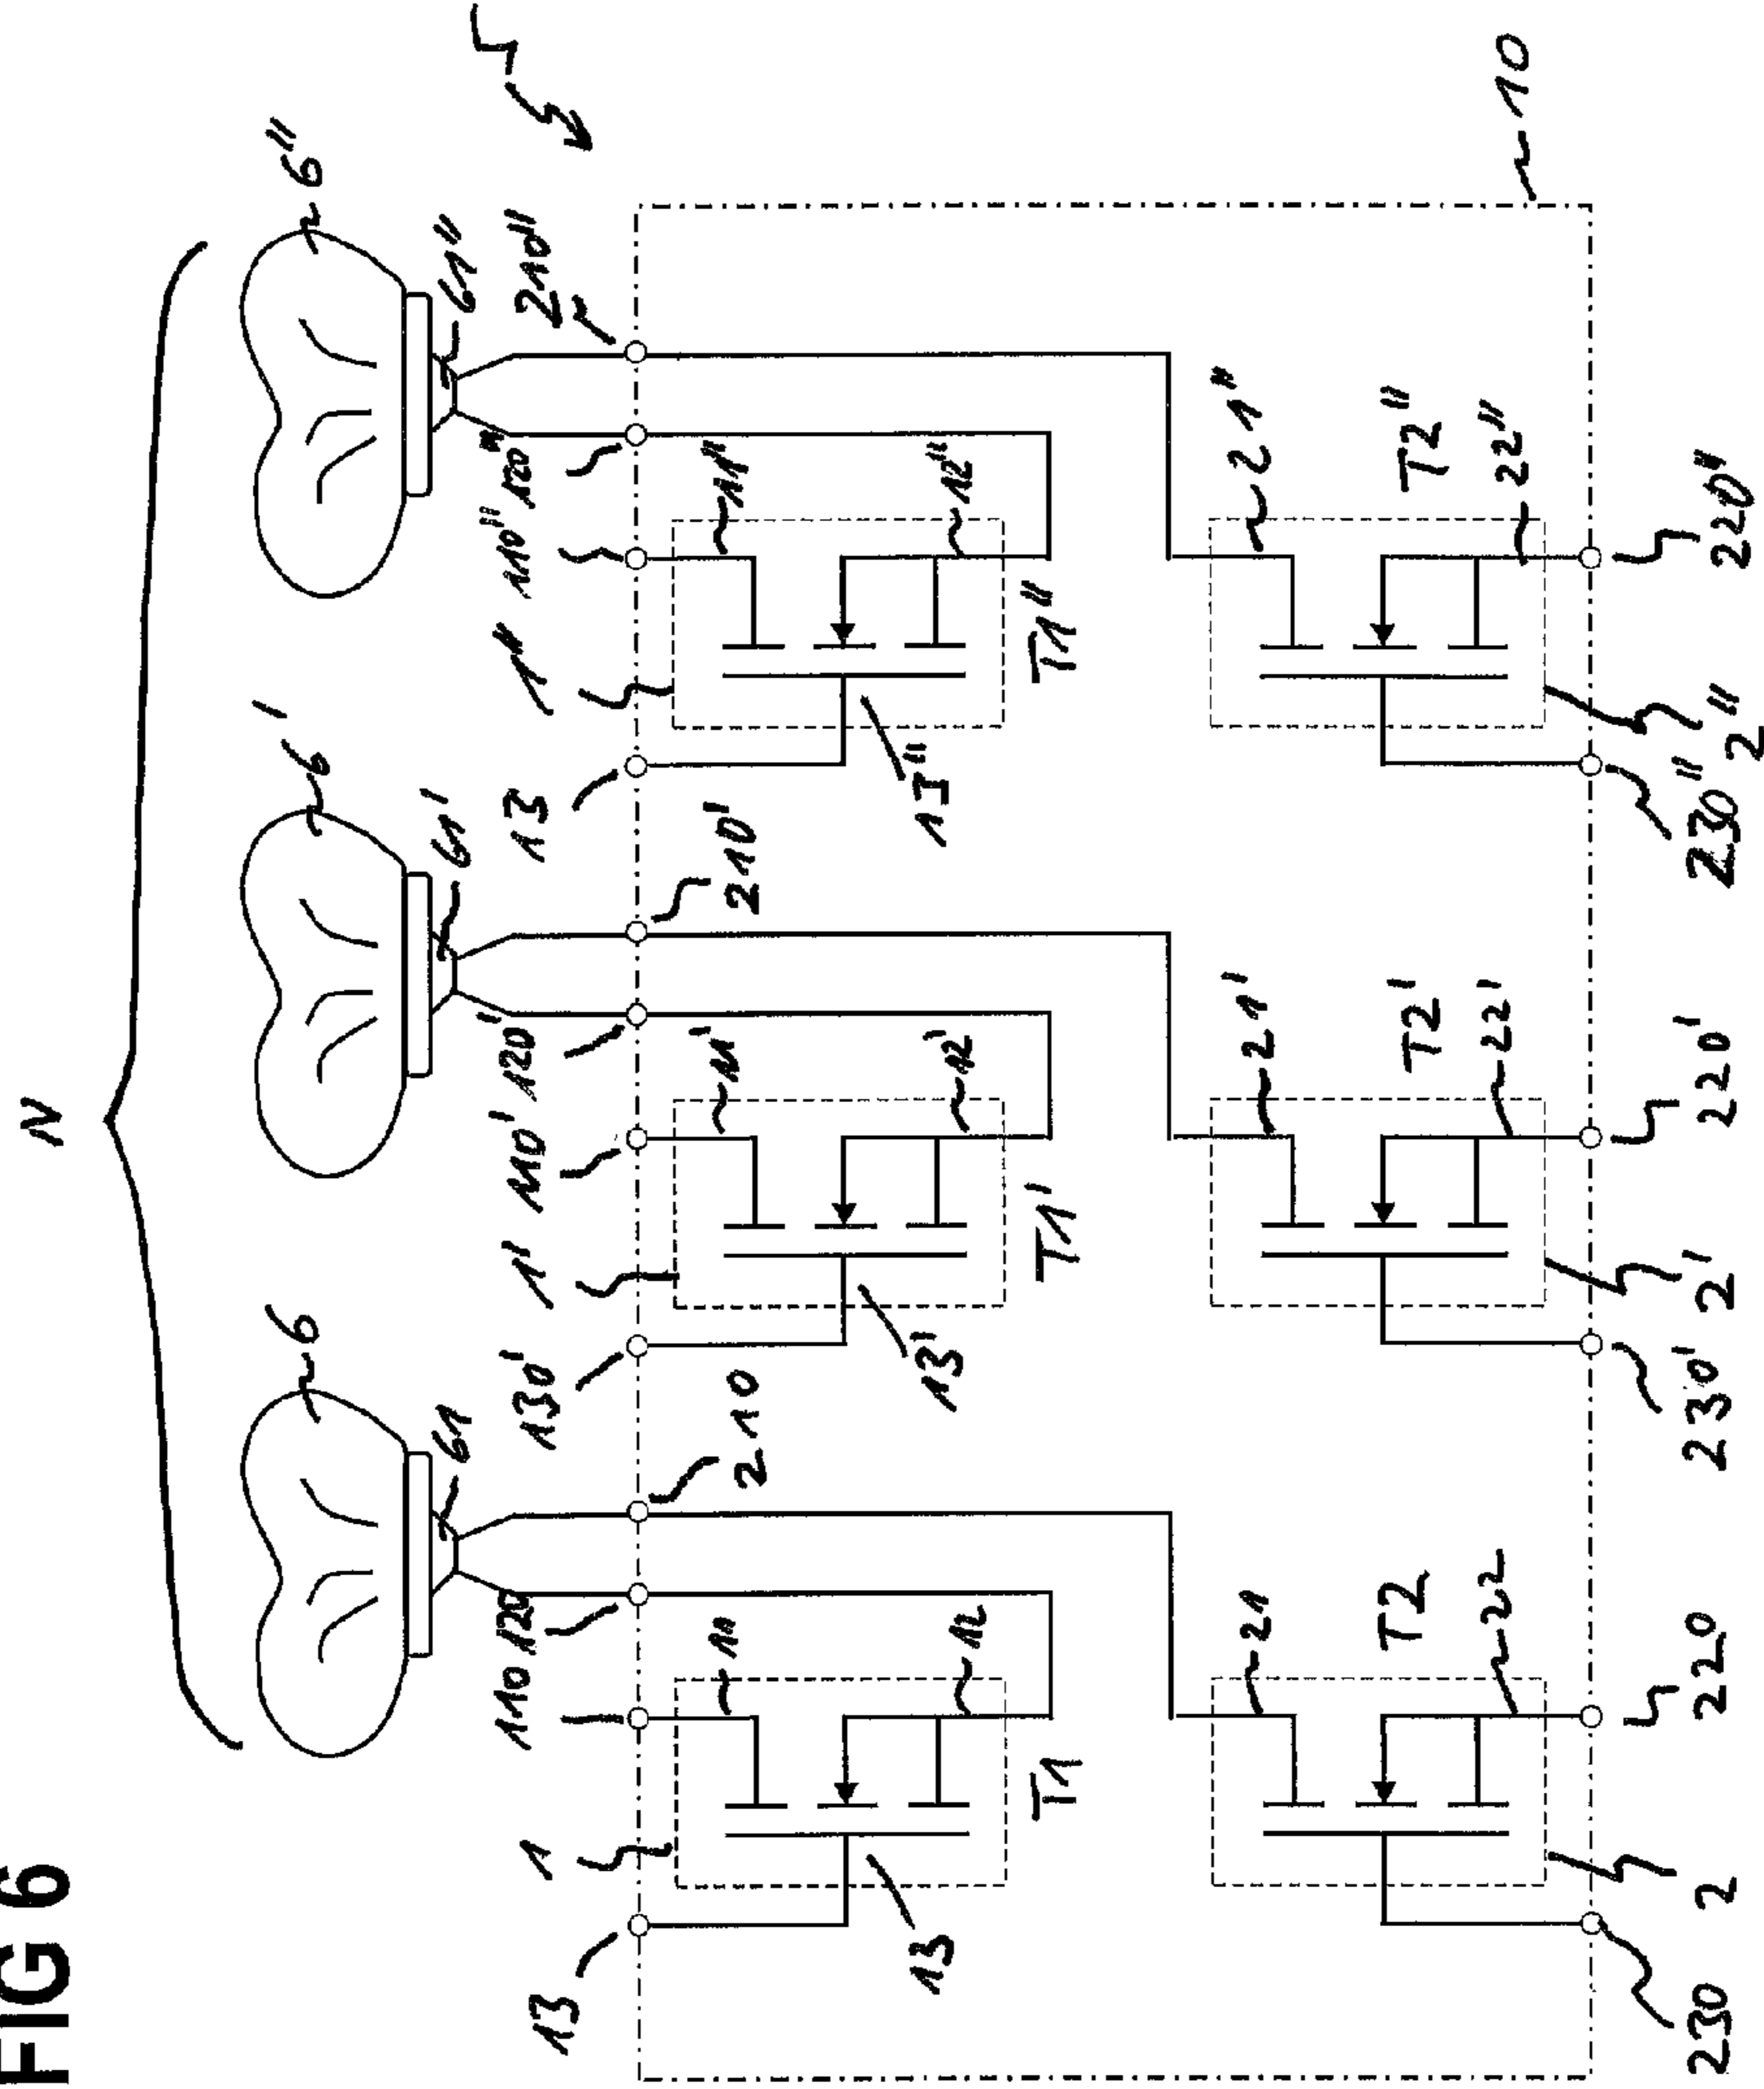 FIG 6
N
6 6' 6"
61 61' 61"
13 1 110 120 130' 1' 110' 120' 13 1" 110" 120" 210"
11 210 11' 210' 11"
13 12 13' 12' 13" 12"
T1 T1' T1"
21 21' 21"
T2 T2' T2"
22 22' 22" 10
230 2 220 230' 2' 220' 230" 2" 220"